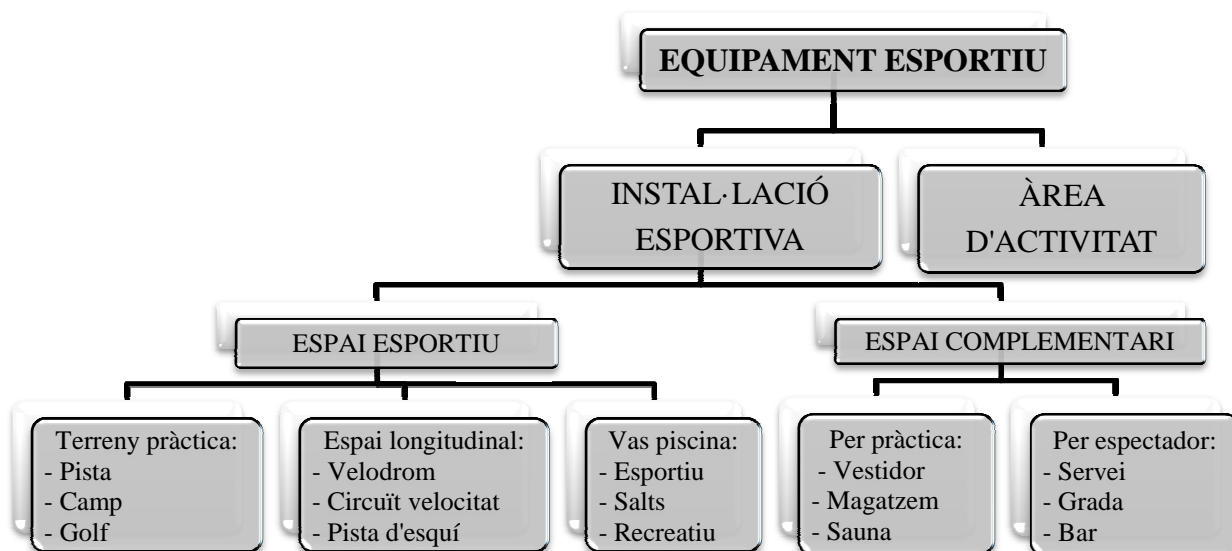 EQUIPAMENT ESPORTIU
INSTAL·LACIÓ
ESPORTIVA
ÀREA
D'ACTIVITAT
ESPAI ESPORTIU
ESPAI COMPLEMENTARI
Terreny pràctica:
- Pista
- Camp
- Golf
Espai longitudinal:
- Velodrom
- Circuït velocitat
- Pista d'esquí
Vas piscina:
- Esportiu
- Salts
- Recreatiu
Per pràctica:
- Vestidor
- Magatzem
- Sauna
Per espectador:
- Servei
- Grada
- Bar